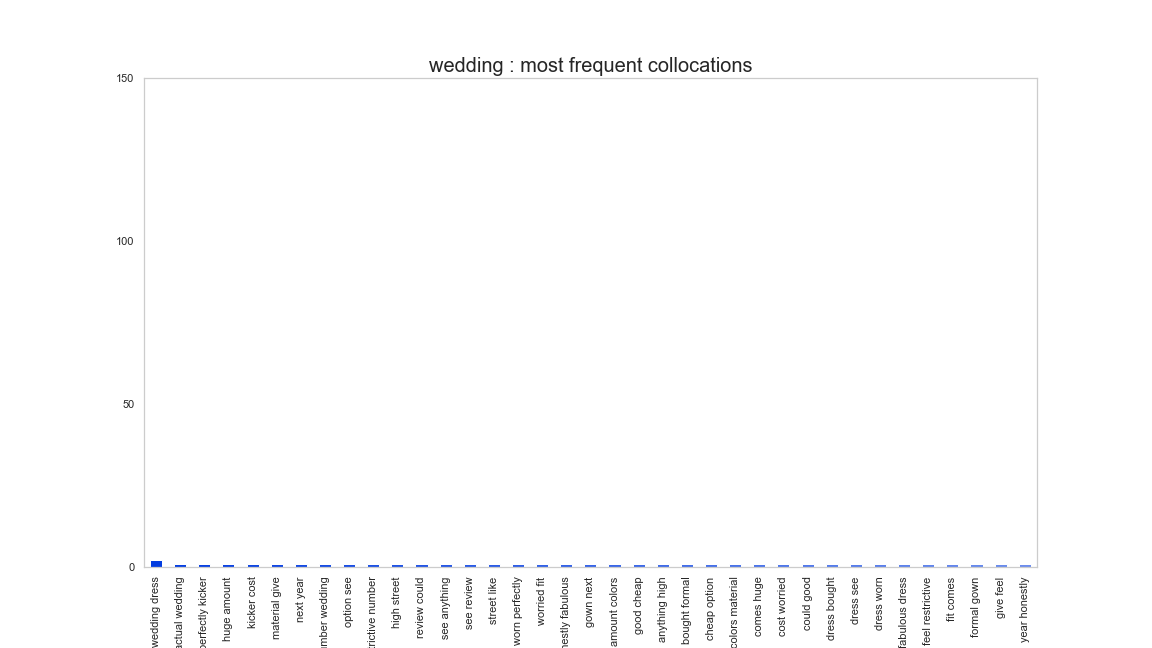 wedding : most frequent collocations
150
100
50
0
wedding dress
actual wedding
perfectly kicker
huge amount
kicker cost
material give
next year
mber wedding
option see
trictive number
high street
review could
see anything
see review
street like
worn perfectly
worried fit
nestly fabulous
gown next
amount colors
good cheap
anything high
bought formal
cheap option
colors material
comes huge
cost worried
could good
dress bought
dress see
dress worn
fabulous dress
feel restrictive
fit comes
formal gown
give feel
year honestly